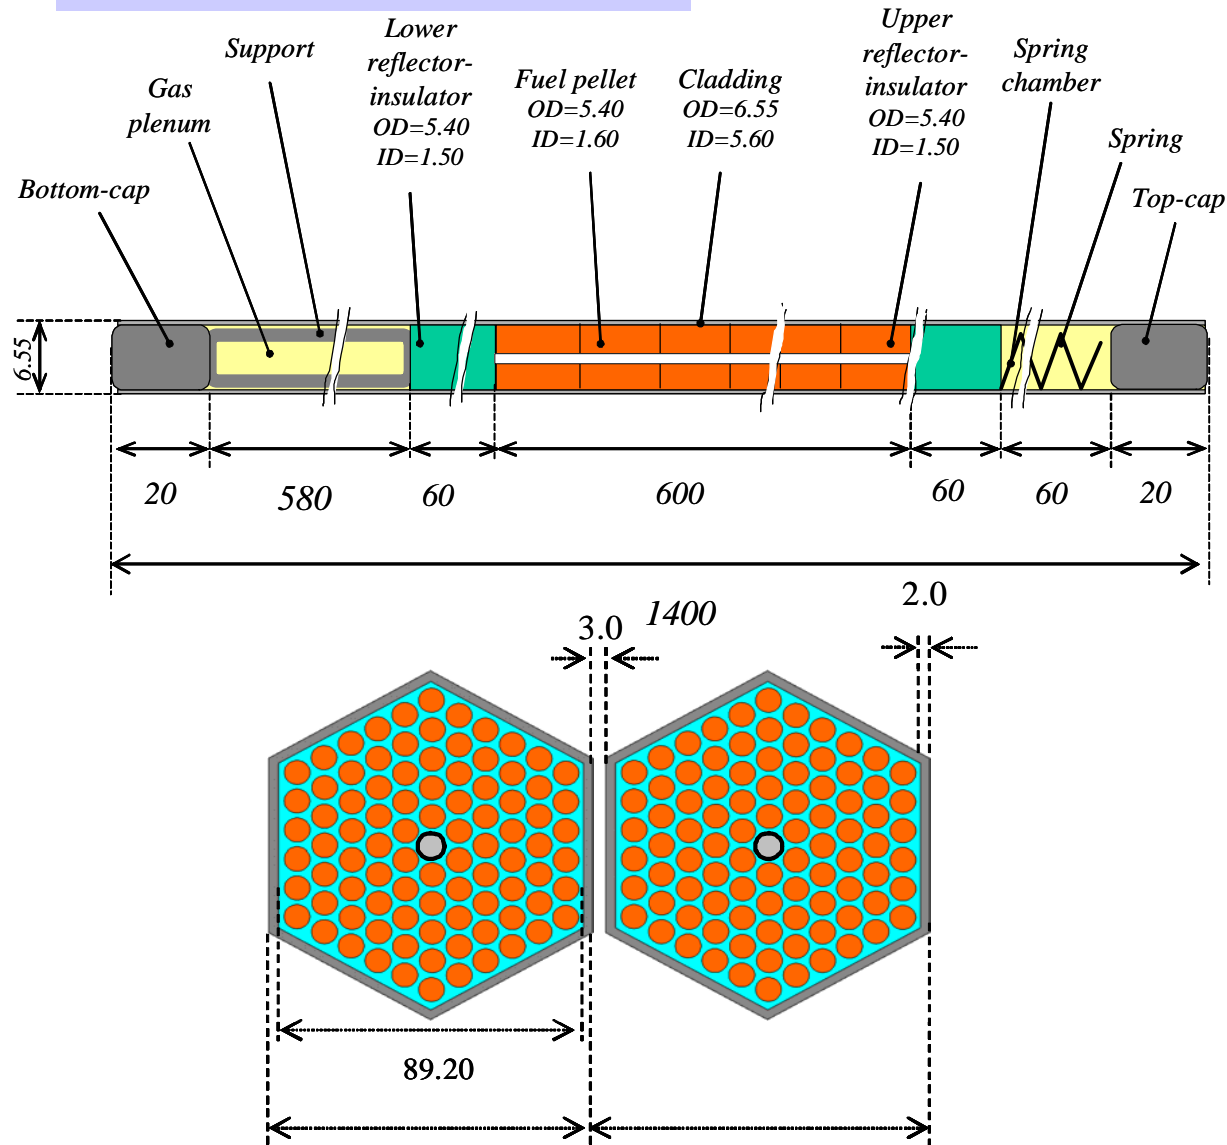 Support
Gas
plenum
Bottom-cap
Lower
reflector-
insulator
OD=5.40
ID=1.50
Fuel pellet
OD=5.40
ID=1.60
Cladding
OD=6.55
ID=5.60
Upper
reflector-
insulator
OD=5.40
ID=1.50
Spring
chamber
Spring
Top-cap
6.55
20
580
60
600
60
60
20
1400
3.0
2.0
89.20